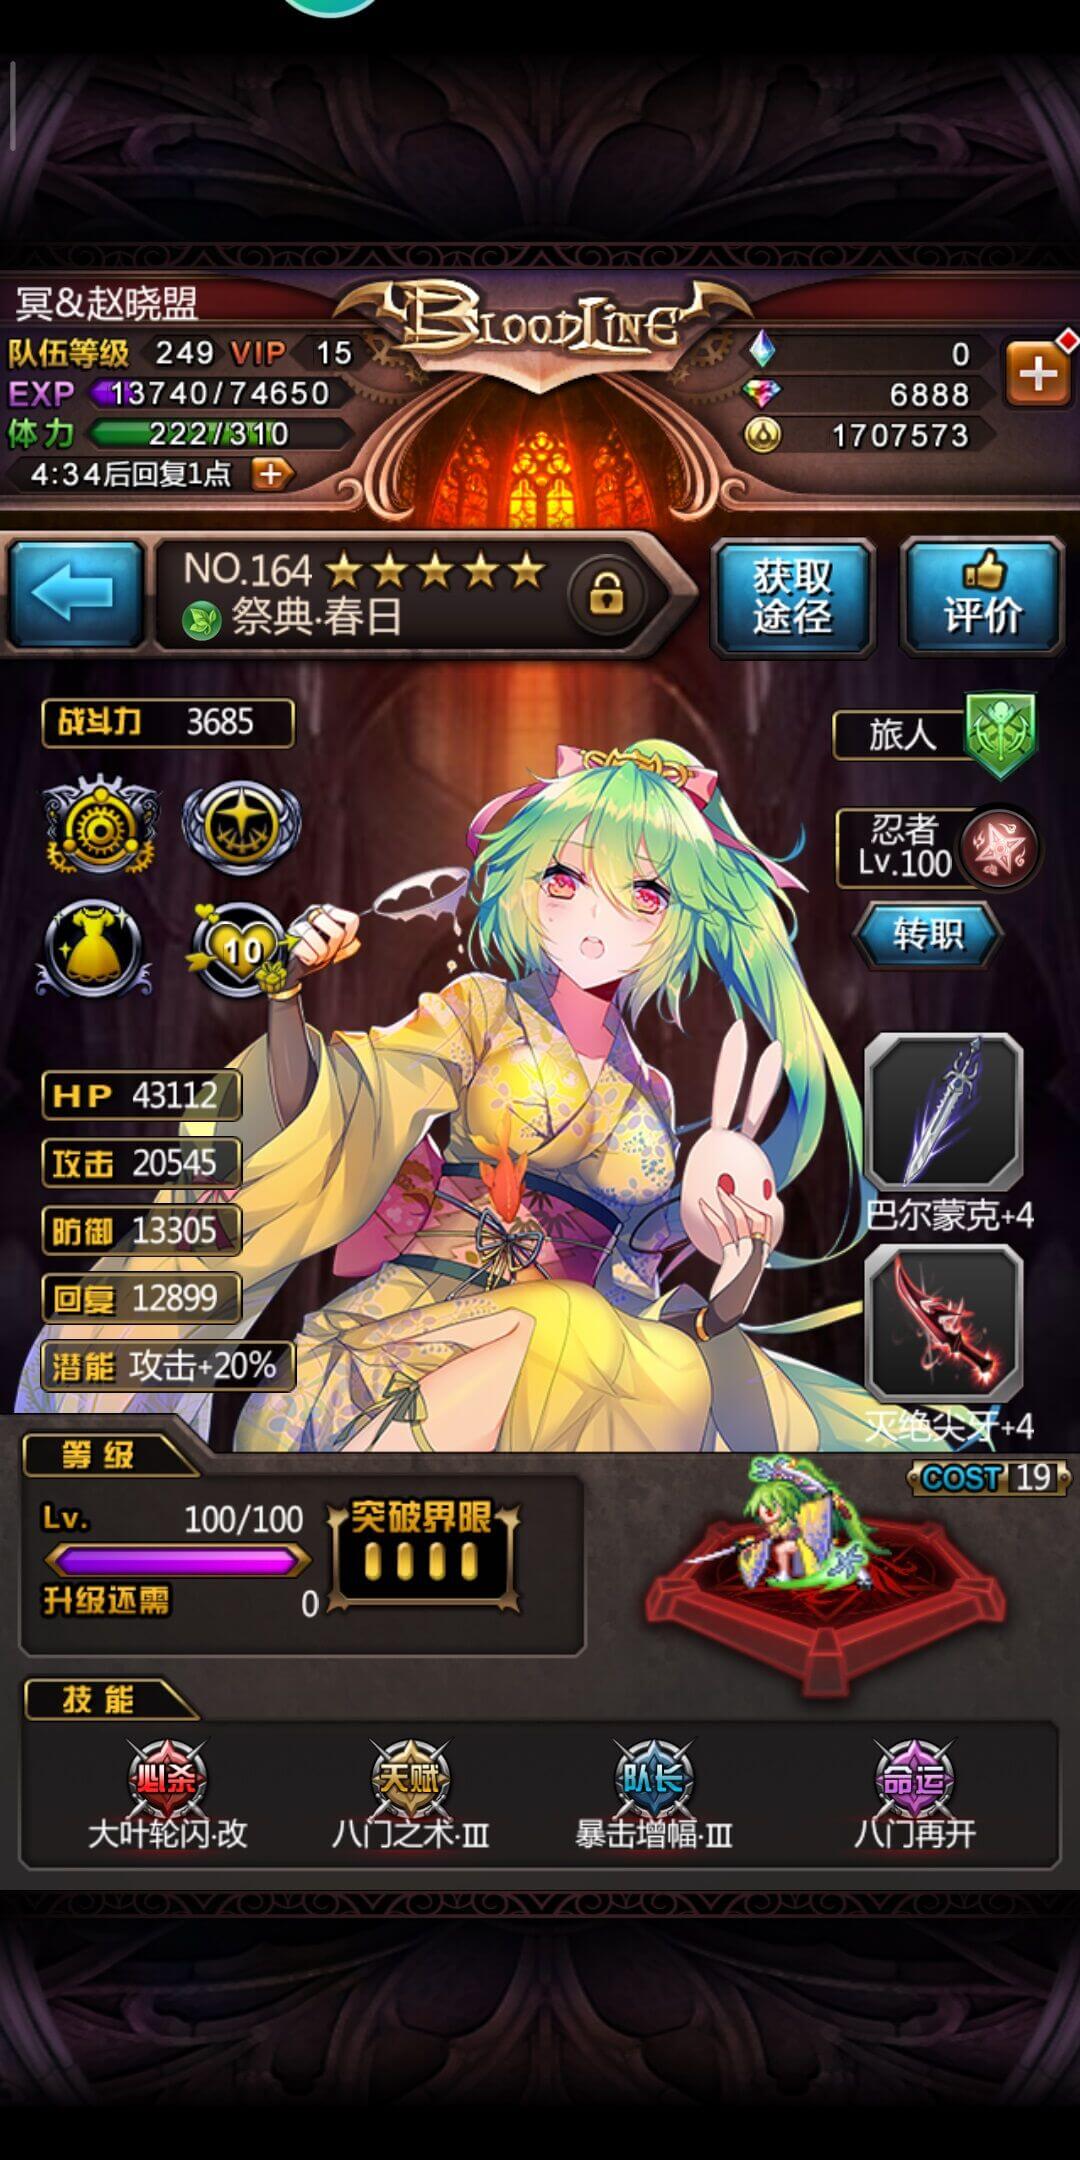 冥&赵晓盟
BLOODLINE
队伍等级 249 VIP 15
0
EXP 13740/74650
6888
体力 222/310
1707573
4:34后回复1点
NO.164
祭典·春日
获取
途径
评价
战斗力 3685
旅人
忍者
Lv.100
转职
10
HP 43112
攻击 20545
防御 13305
回复 12899
潜能 攻击+20%
巴尔蒙克+4
灭绝尖牙+4
等级
COST 19
Lv. 100/100
突破界限
升级还需 0
技能
必杀
天赋
队长
命运
大叶轮闪·改
八门之术·III
暴击增幅·III
八门再开